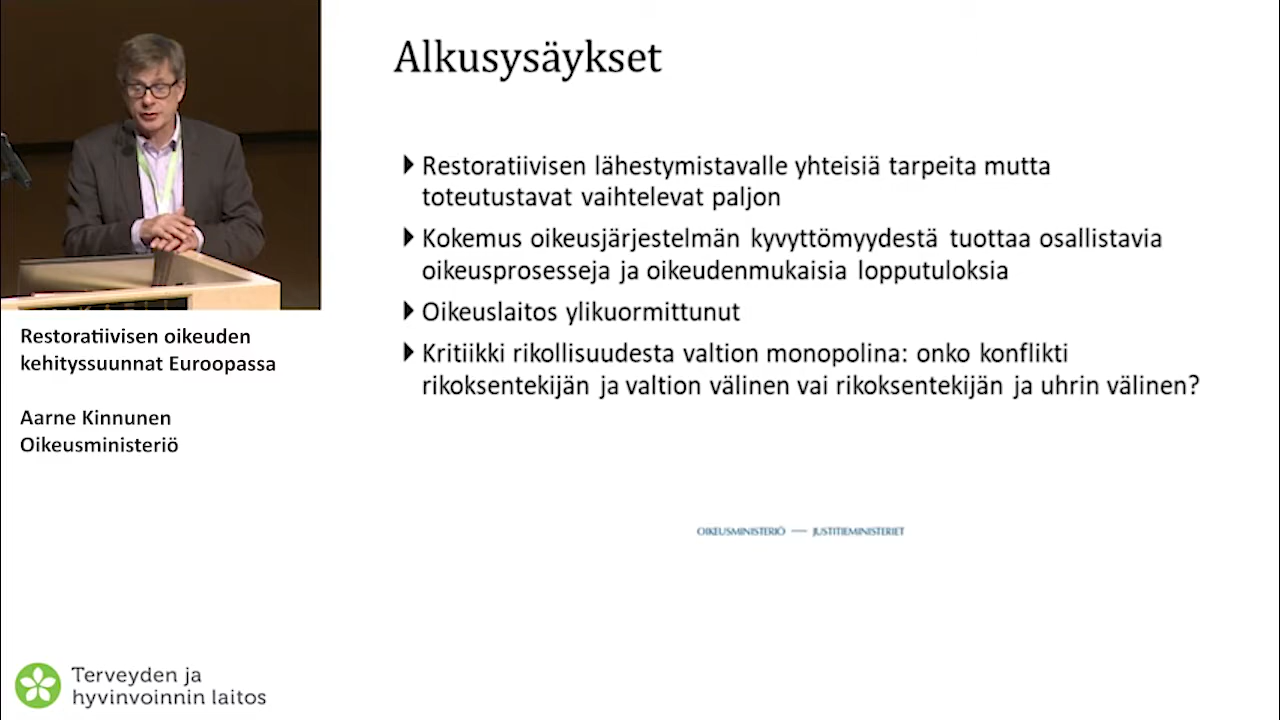 Alkusysäykset
Restoratiivisen lähestymistavalle yhteisiä tarpeita mutta
toteutustavat vaihtelevat paljon
Kokemus oikeusjärjestelmän kyvyttömyydestä tuottaa osallistavia
oikeusprosesseja ja oikeudenmukaisia lopputuloksia
Oikeuslaitos ylikuormittunut
Kritiikki rikollisuudesta valtion monopolina: onko konflikti
rikoksentekijän ja valtion välinen vai rikoksentekijän ja uhrin välinen?
OIKEUSMINISTERIÖ — JUSTITIEMINISTERIET
Restoratiivisen oikeuden
kehityssuunnat Euroopassa
Aarne Kinnunen
Oikeusministeriö
Terveyden ja
hyvinvoinnin laitos